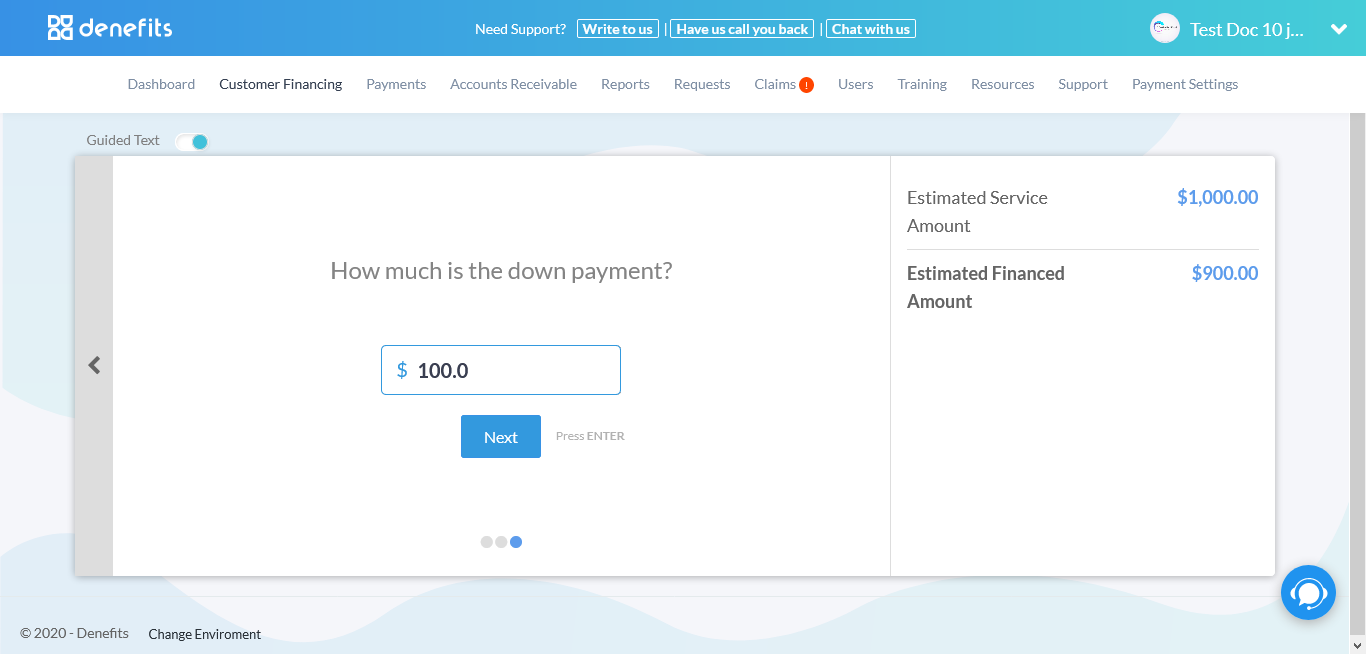 denefits
Need Support? Write to us | Have us call you back | Chat with us
Test Doc 10 j...
Dashboard Customer Financing Payments Accounts Receivable Reports Requests Claims ! Users Training Resources Support Payment Settings
Guided Text
How much is the down payment?
$ 100.0
Next Press ENTER
Estimated Service
Amount
$1,000.00
Estimated Financed
Amount
$900.00
© 2020 - Denefits Change Enviroment